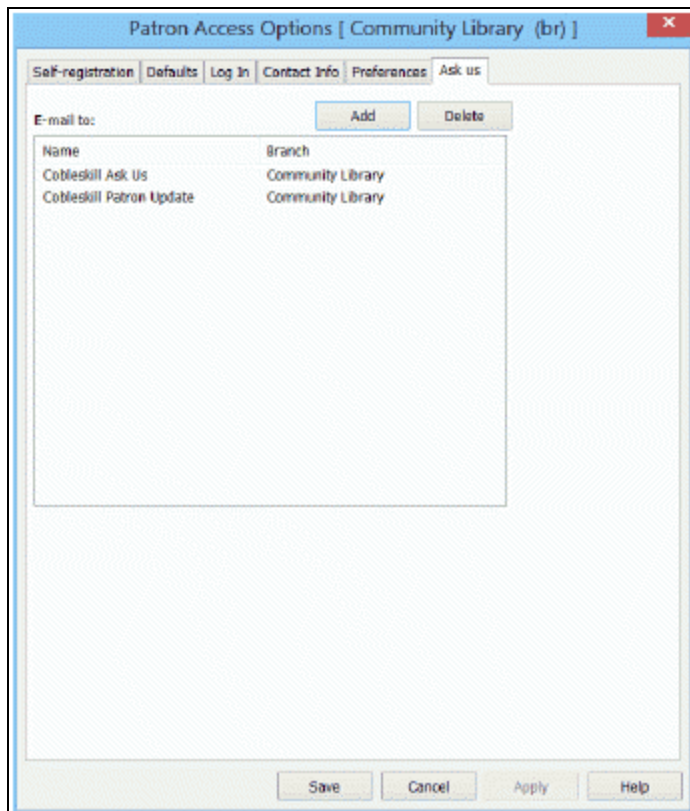 Patron Access Options [ Community Library (br) ]
Self-registration Defaults Log In Contact Info Preferences Ask us
E-mail to: Add Delete
Name Branch
Cobleskill Ask Us Community Library
Cobleskill Patron Update Community Library
Save Cancel Apply Help